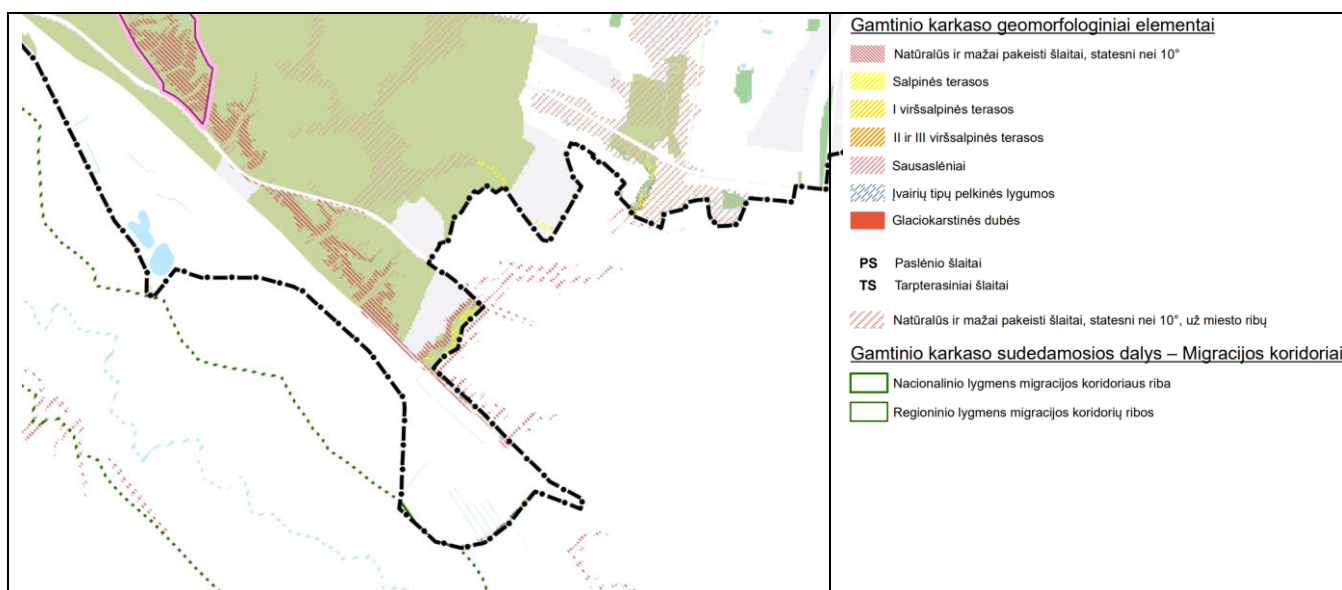 Gamtinio karkaso geomorfologiniai elementai
Natūralūs ir mažai pakeisti šlaitai, statesni nei 10°
Salpinės terasos
I viršsalpinės terasos
II ir III viršsalpinės terasos
Sausaslėniai
Įvairių tipų pelkinės lygumos
Glaciokarstinės dubės
PS Paslėnio šlaitai
TS Tarpterasiniai šlaitai
Natūralūs ir mažai pakeisti šlaitai, statesni nei 10°, už miesto ribų
Gamtinio karkaso sudedamosios dalys – Migracijos koridoriai
Nacionalinio lygmens migracijos koridoriaus riba
Regioninio lygmens migracijos koridorių ribos